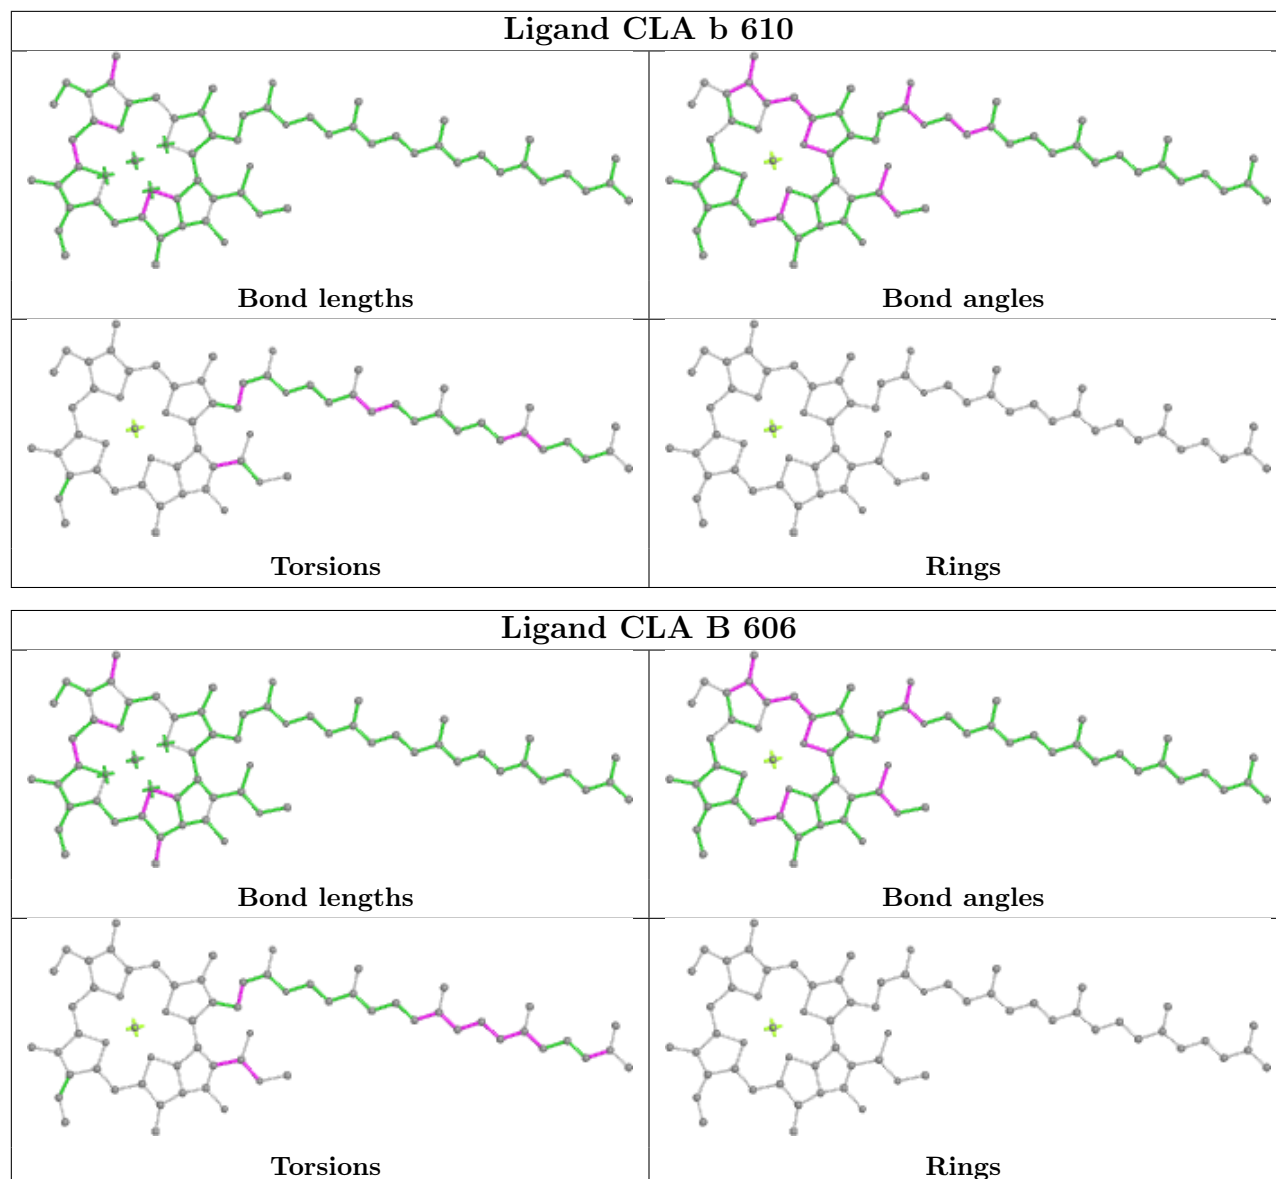 Ligand CLA b 610
Bond lengths
Bond angles
Torsions
Rings
Ligand CLA B 606
Bond lengths
Bond angles
Torsions
Rings